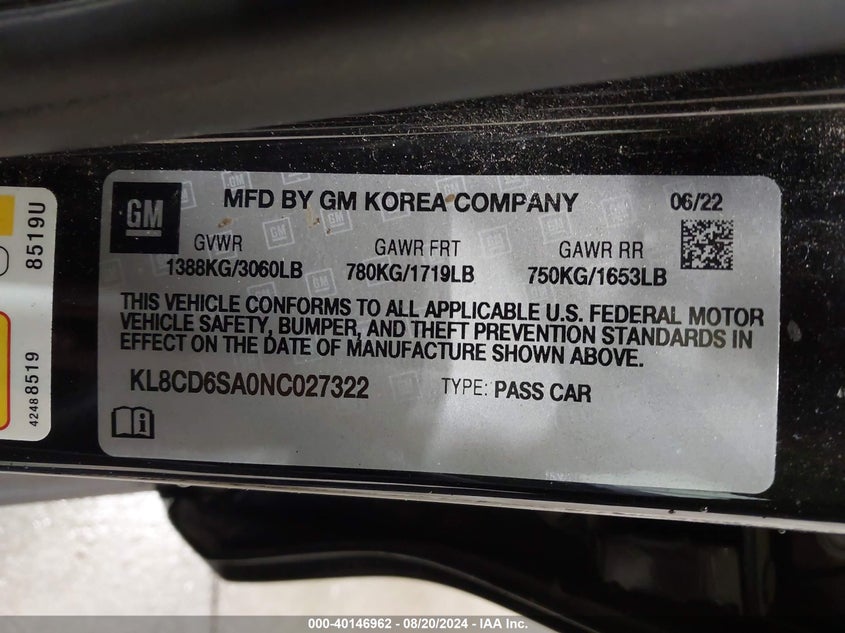 GM
MFD BY GM KOREA COMPANY
06/22
GVWR
GAWR FRT
GAWR RR
1388KG/3060LB
780KG/1719LB
750KG/1653LB
THIS VEHICLE CONFORMS TO ALL APPLICABLE U.S. FEDERAL MOTOR
VEHICLE SAFETY, BUMPER, AND THEFT PREVENTION STANDARDS IN
EFFECT ON THE DATE OF MANUFACTURE SHOWN ABOVE.
KL8CD6SA0NC027322
TYPE: PASS CAR
8519U
4248 8519
000-40146962 - 08/20/2024 - IAA Inc.